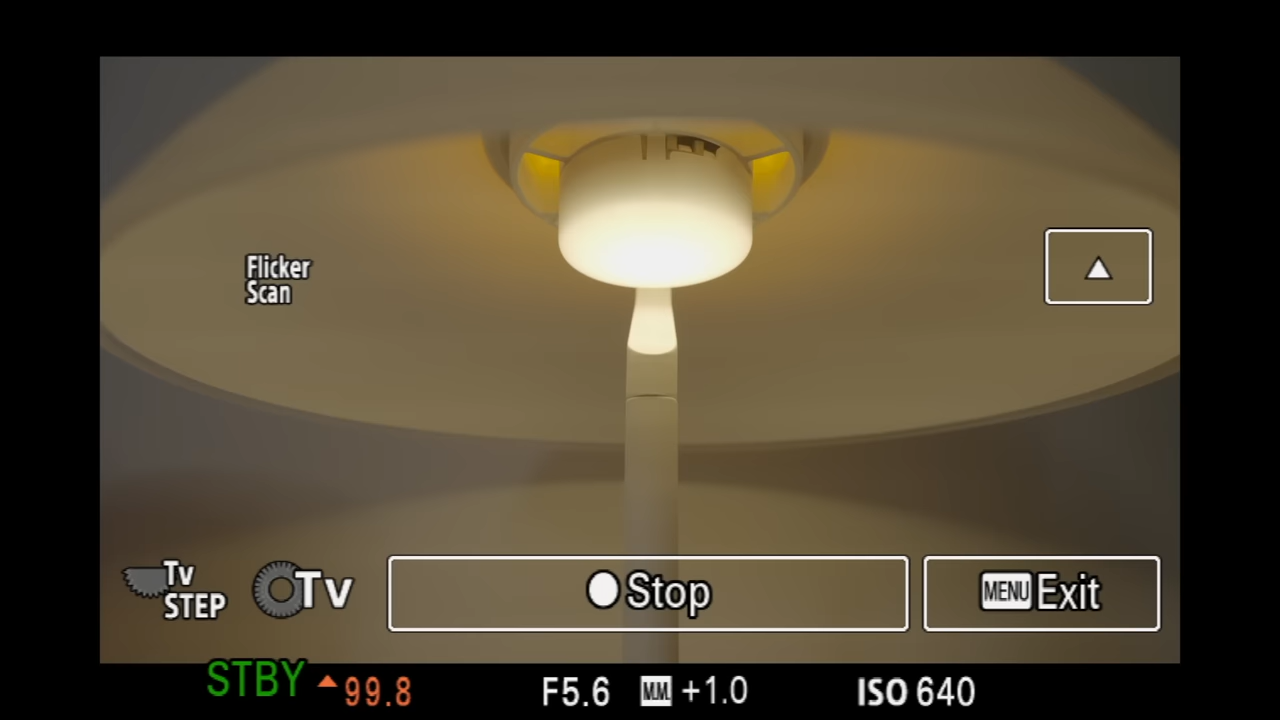 Flicker
Scan
▲
Tv
STEP
Tv
Stop
MENU Exit
STBY
99.8
F5.6
M.M. +1.0
ISO 640